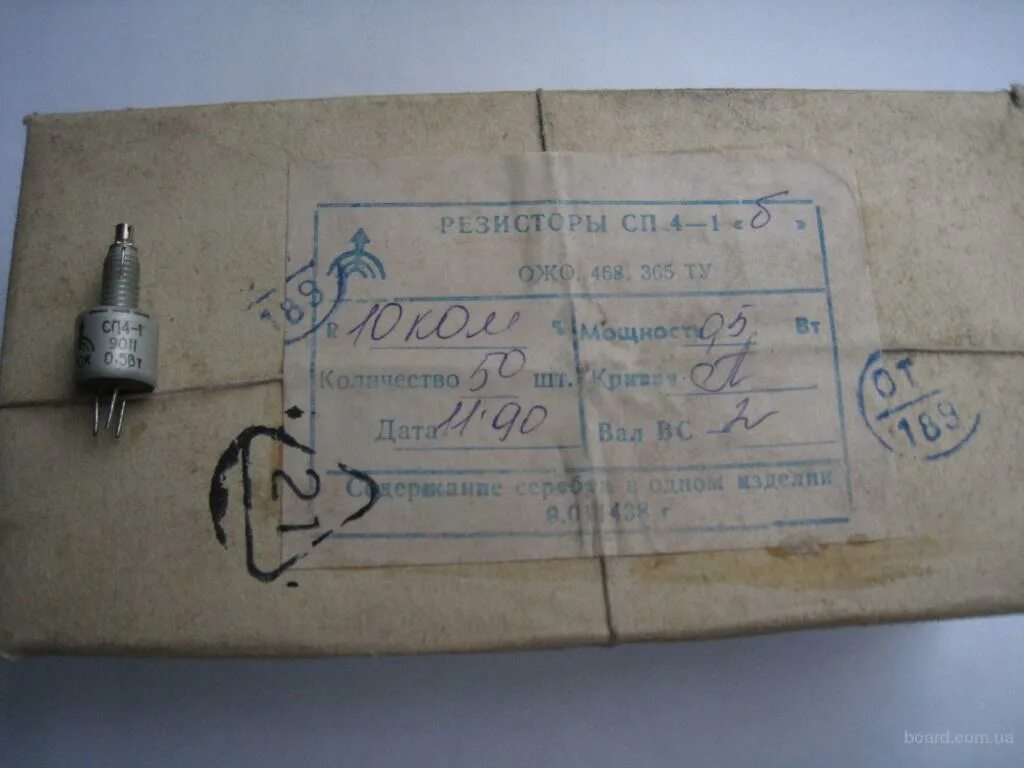 РЕЗИСТОРЫ СП 4—1 «б»
ОЖО. 468. 365 ТУ
R 10 ком % Мощность 0,5 Вт
Количество 50 шт. Кривая А
Дата 11.90 Вал ВС—2
Содержание серебра в одном изделии
г
189
ОТ
189
21
СП4-1
9011
0,5Вт
board.com.ua